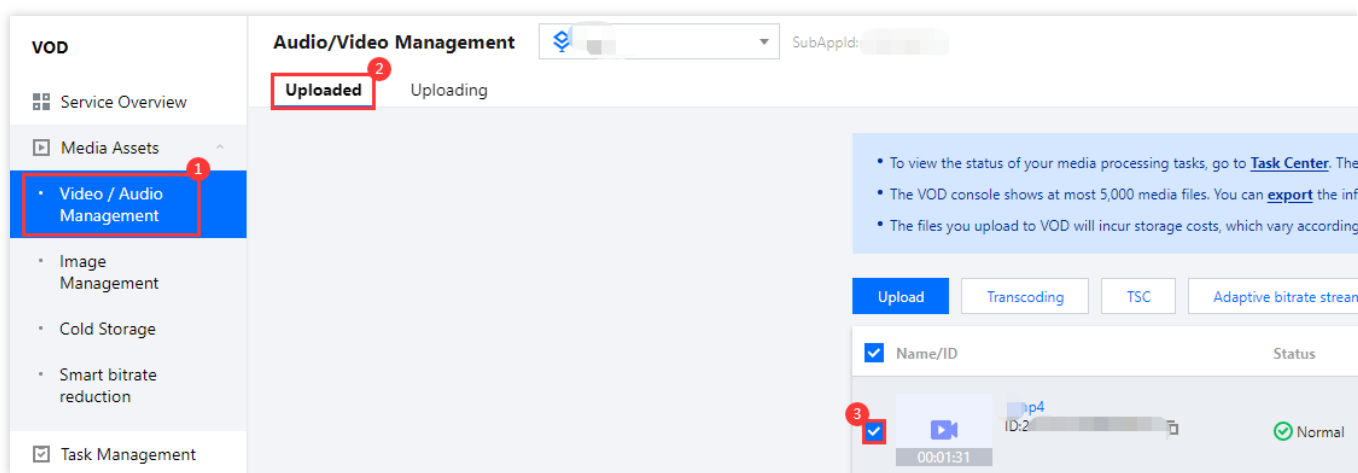 VOD
Audio/Video Management
SubAppId:
2
Uploaded
Uploading
Service Overview
Media Assets
1
Video / Audio
Management
Image
Management
Cold Storage
Smart bitrate
reduction
Task Management
• To view the status of your media processing tasks, go to Task Center. The
• The VOD console shows at most 5,000 media files. You can export the inf
• The files you upload to VOD will incur storage costs, which vary according
Upload
Transcoding
TSC
Adaptive bitrate stream
Name/ID
Status
3
mp4
ID:2
00:01:31
Normal